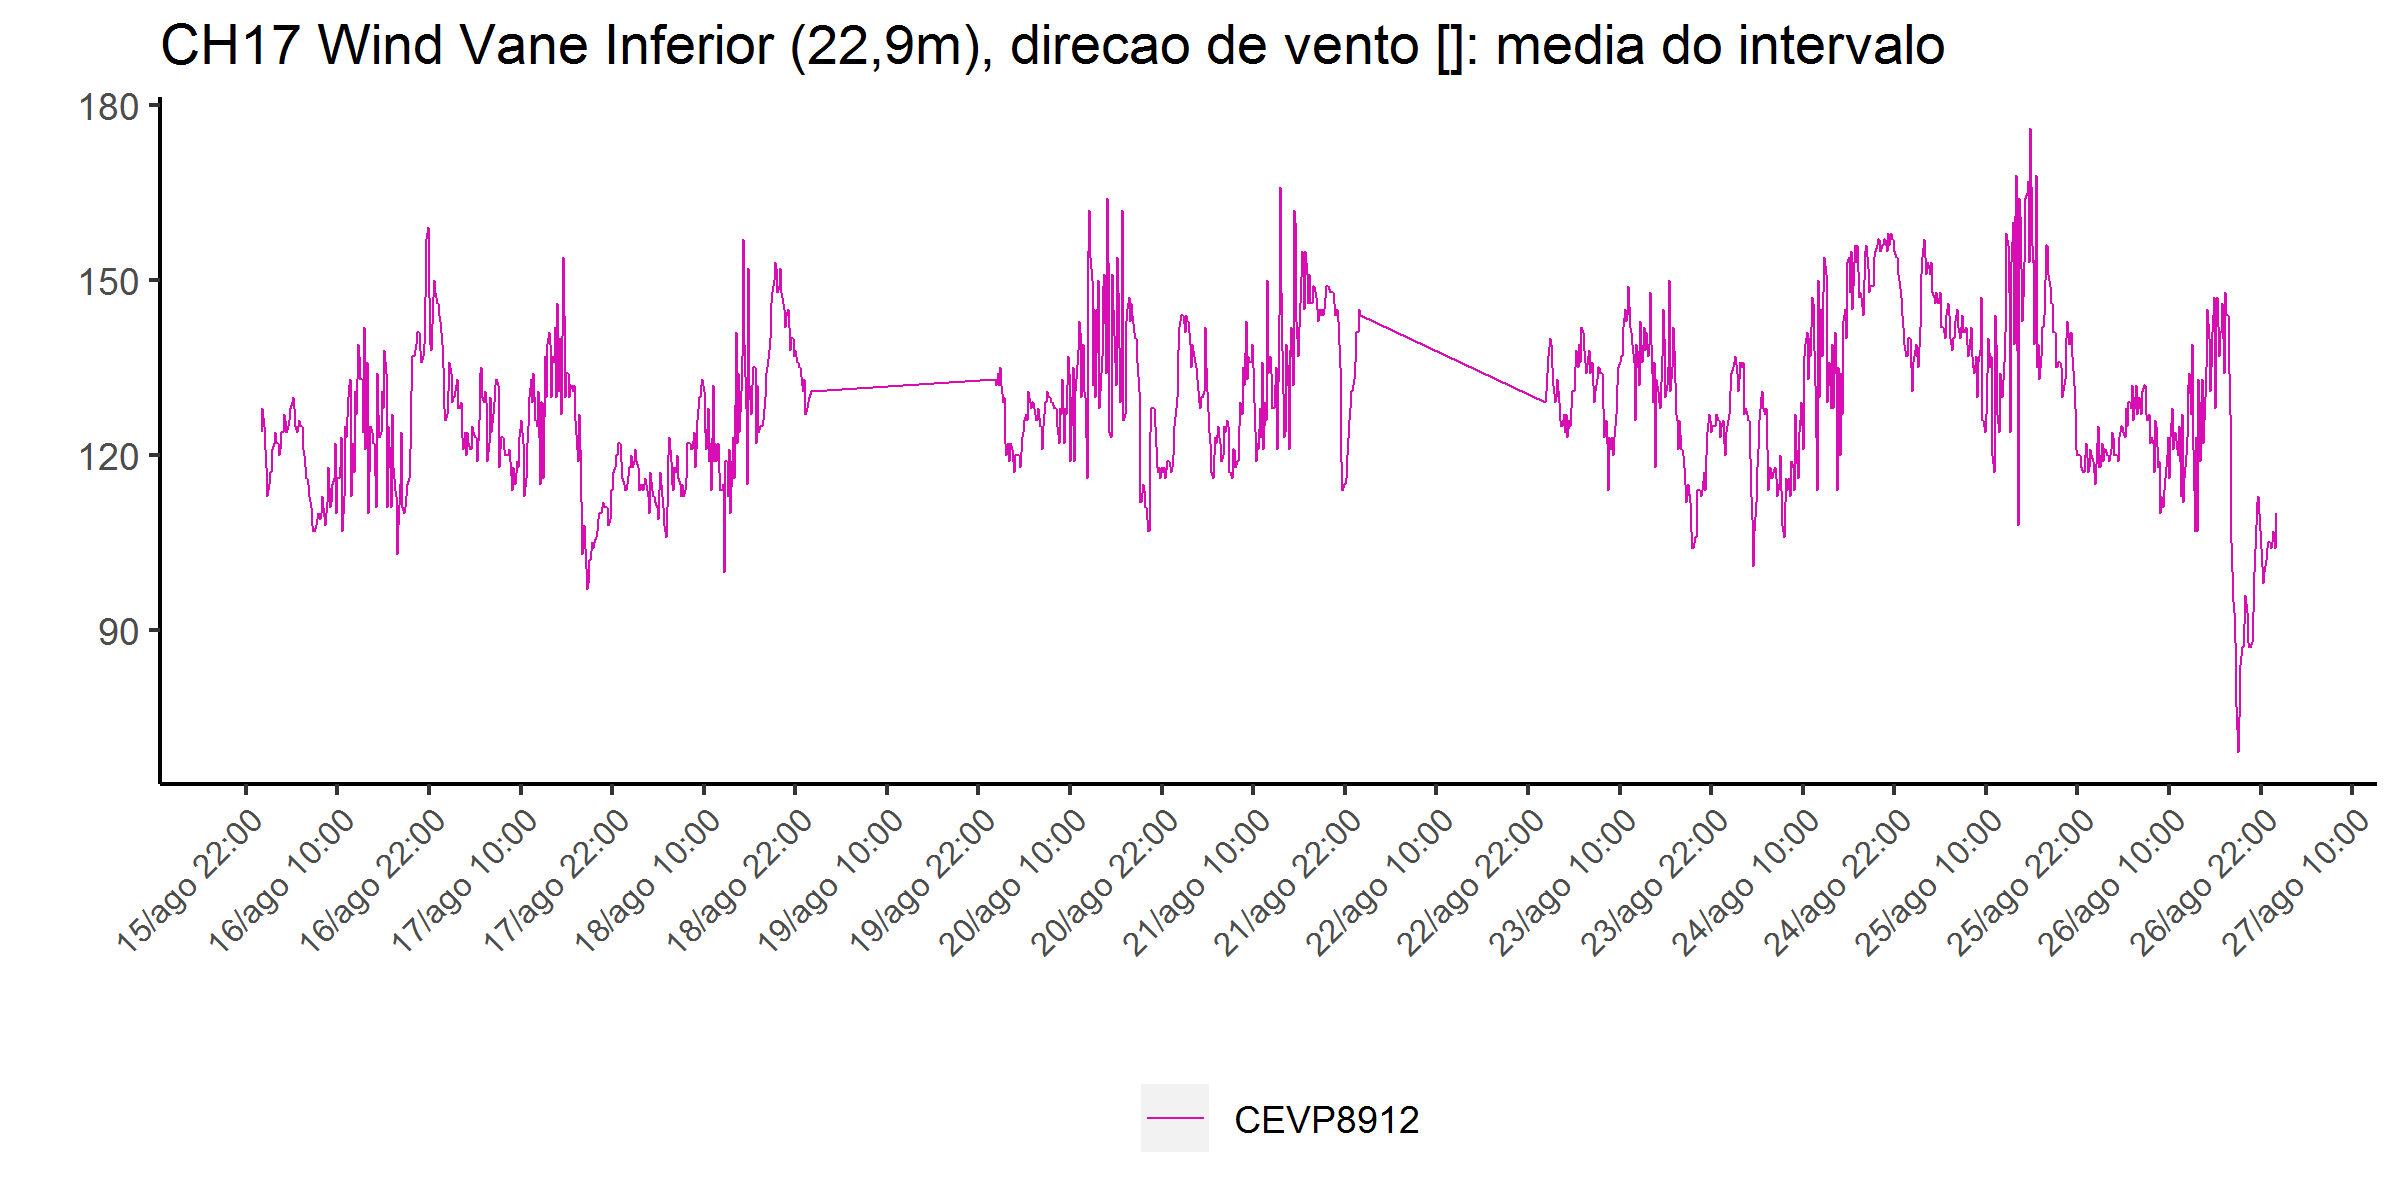 CH17 Wind Vane Inferior (22,9m), direcao de vento []: media do intervalo
180
150
120
90
15/ago 22:00
16/ago 10:00
16/ago 22:00
17/ago 10:00
17/ago 22:00
18/ago 10:00
18/ago 22:00
19/ago 10:00
19/ago 22:00
20/ago 10:00
20/ago 22:00
21/ago 10:00
21/ago 22:00
22/ago 10:00
22/ago 22:00
23/ago 10:00
23/ago 22:00
24/ago 10:00
24/ago 22:00
25/ago 10:00
25/ago 22:00
26/ago 10:00
26/ago 22:00
27/ago 10:00
CEVP8912